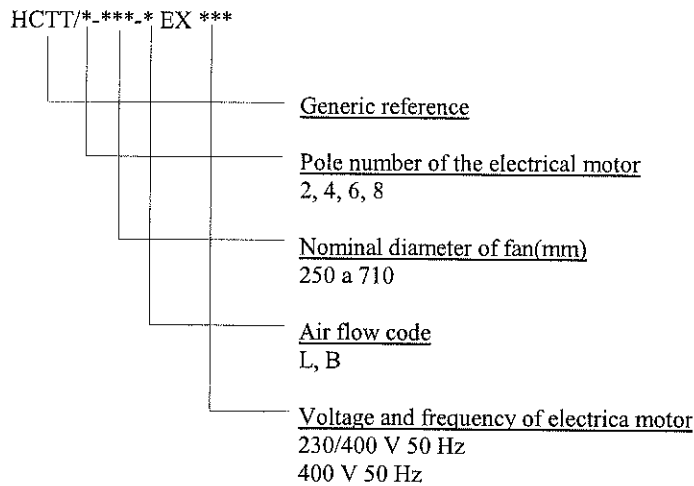 HCTT/*-***-* EX ***
Generic reference
Pole number of the electrical motor
2, 4, 6, 8
Nominal diameter of fan(mm)
250 a 710
Air flow code
L, B
Voltage and frequency of electrica motor
230/400 V 50 Hz
400 V 50 Hz